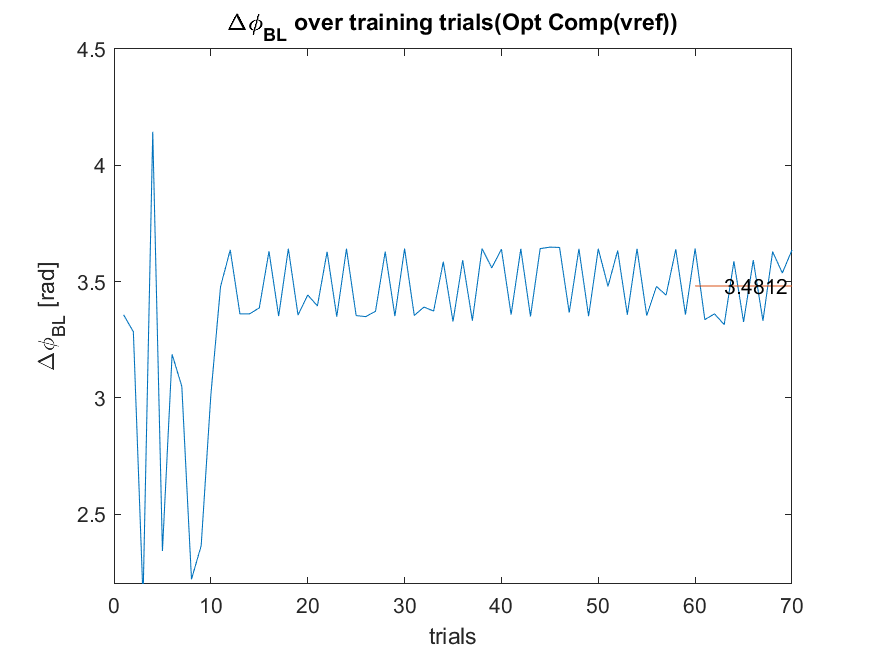 Δϕ_BL over training trials(Opt Comp(vref))
4.5
4
3.5
3
2.5
Δϕ_BL [rad]
3.4812
0 10 20 30 40 50 60 70
trials